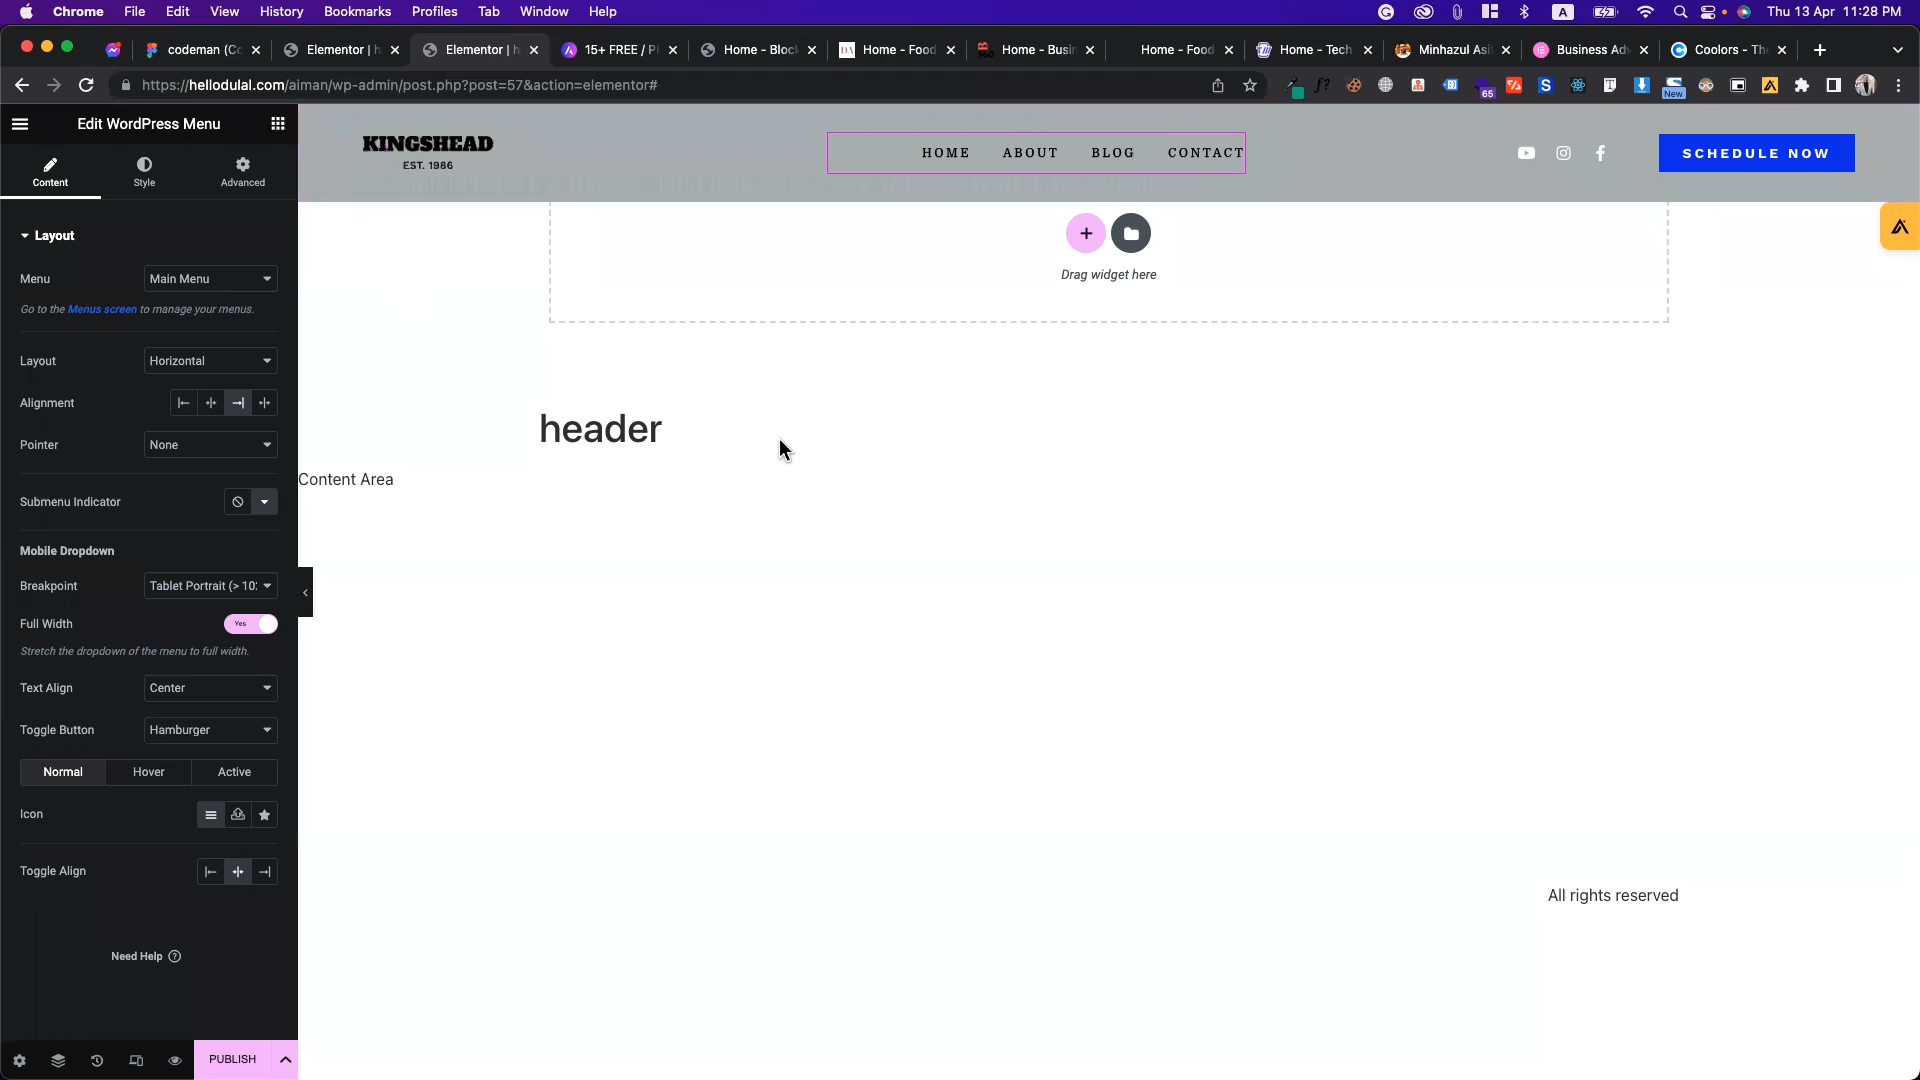 Chrome File Edit View History Bookmarks Profiles Tab Window Help
A
Thu 13 Apr 11:28 PM
codeman (Co
Elementor | h
Elementor | h
15+ FREE / P
Home - Bloc
Home - Food
Home - Busin
Home - Food
Home - Tech
Minhazul Asi
Business Adv
Coolors - The
https://hellodulal.com/aiman/wp-admin/post.php?post=57&action=elementor#
65
New
Edit WordPress Menu
Content
Style
Advanced
Layout
Menu
Main Menu
Go to the Menus screen to manage your menus.
Layout
Horizontal
Alignment
Pointer
None
Submenu Indicator
Mobile Dropdown
Breakpoint
Tablet Portrait (> 10
Full Width
Yes
Stretch the dropdown of the menu to full width.
Text Align
Center
Toggle Button
Hamburger
Normal
Hover
Active
Icon
Toggle Align
Need Help ?
PUBLISH
KINGSHEAD
EST. 1986
HOME ABOUT BLOG CONTACT
SCHEDULE NOW
Drag widget here
header
Content Area
All rights reserved